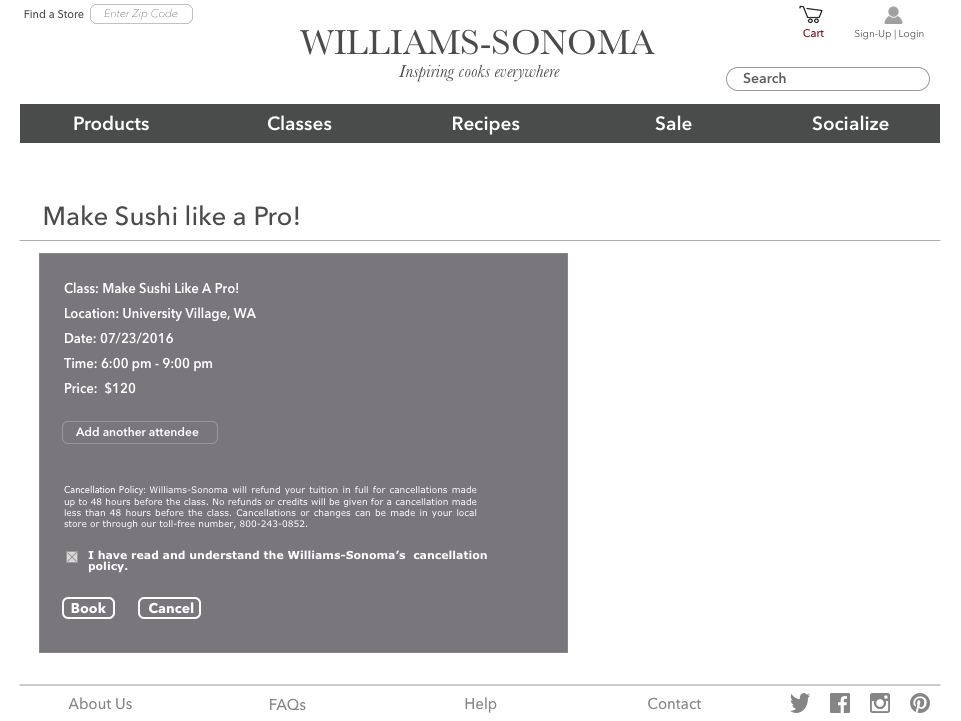 Find a Store
Enter Zip Code
Cart
Sign-Up | Login
WILLIAMS-SONOMA
Inspiring cooks everywhere
Search
Products
Classes
Recipes
Sale
Socialize
Make Sushi like a Pro!
Class: Make Sushi Like A Pro!
Location: University Village, WA
Date: 07/23/2016
Time: 6:00 pm - 9:00 pm
Price:  $120
Add another attendee
Cancellation Policy: Williams-Sonoma will refund your tuition in full for cancellations made
up to 48 hours before the class. No refunds or credits will be given for a cancellation made
less than 48 hours before the class. Cancellations or changes can be made in your local
store or through our toll-free number, 800-243-0852.
I have read and understand the Williams-Sonoma’s  cancellation
policy.
Book
Cancel
About Us
FAQs
Help
Contact